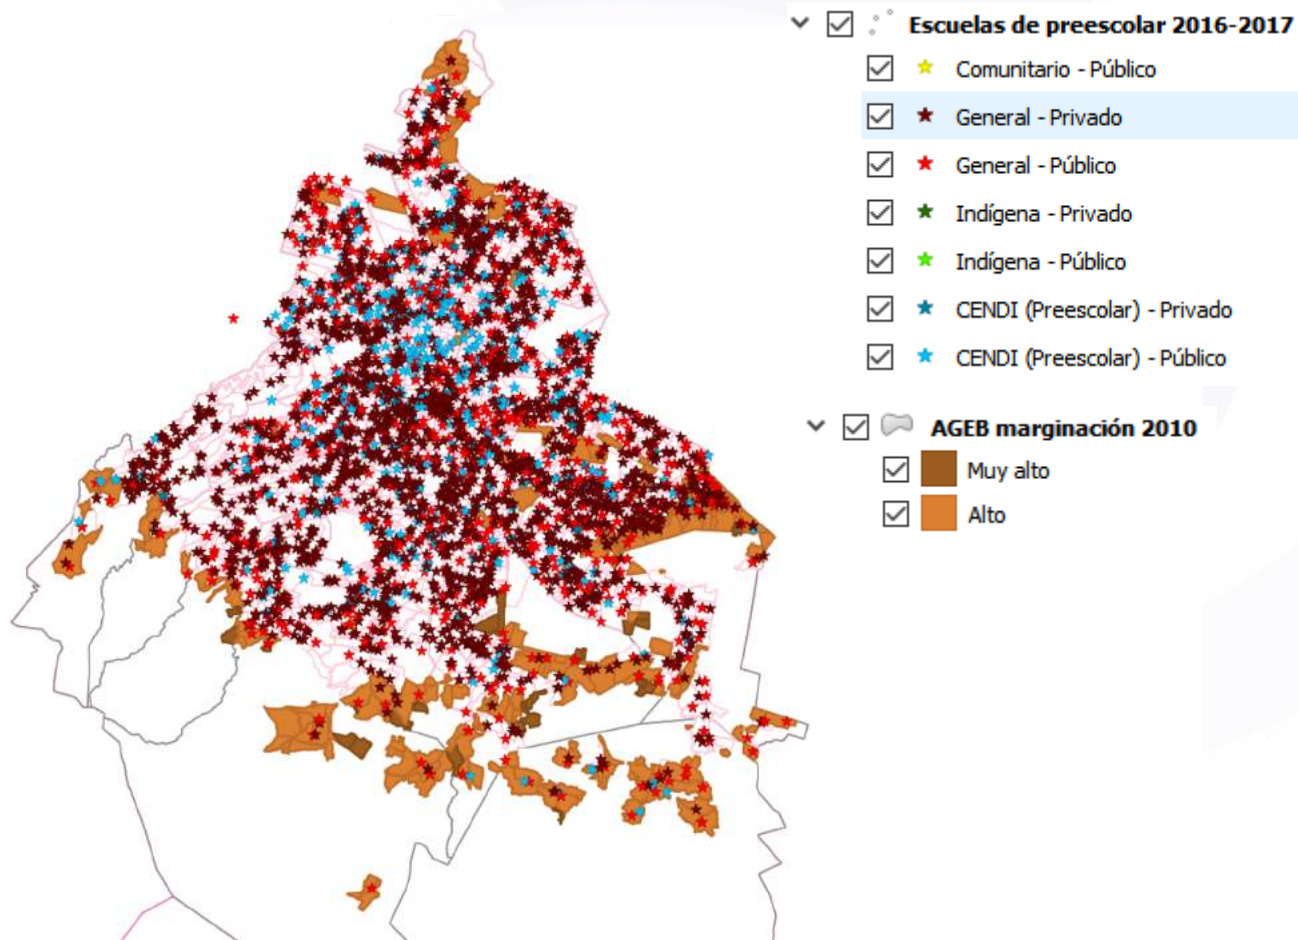 Escuelas de preescolar 2016-2017
Comunitario - Público
General - Privado
General - Público
Indígena - Privado
Indígena - Público
CENDI (Preescolar) - Privado
CENDI (Preescolar) - Público
AGEB marginación 2010
Muy alto
Alto